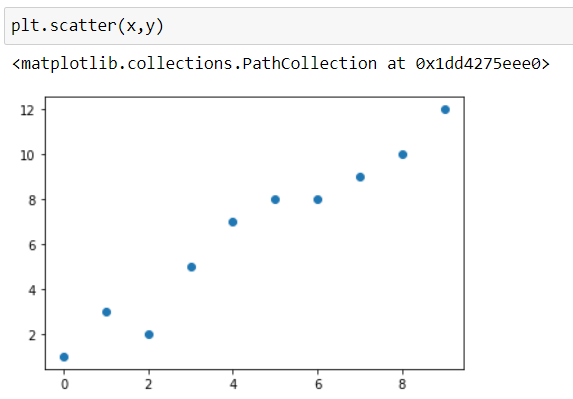 plt.scatter(x,y)
<matplotlib.collections.PathCollection at 0x1dd4275eee0>
12
10
8
6
4
2
0 2 4 6 8